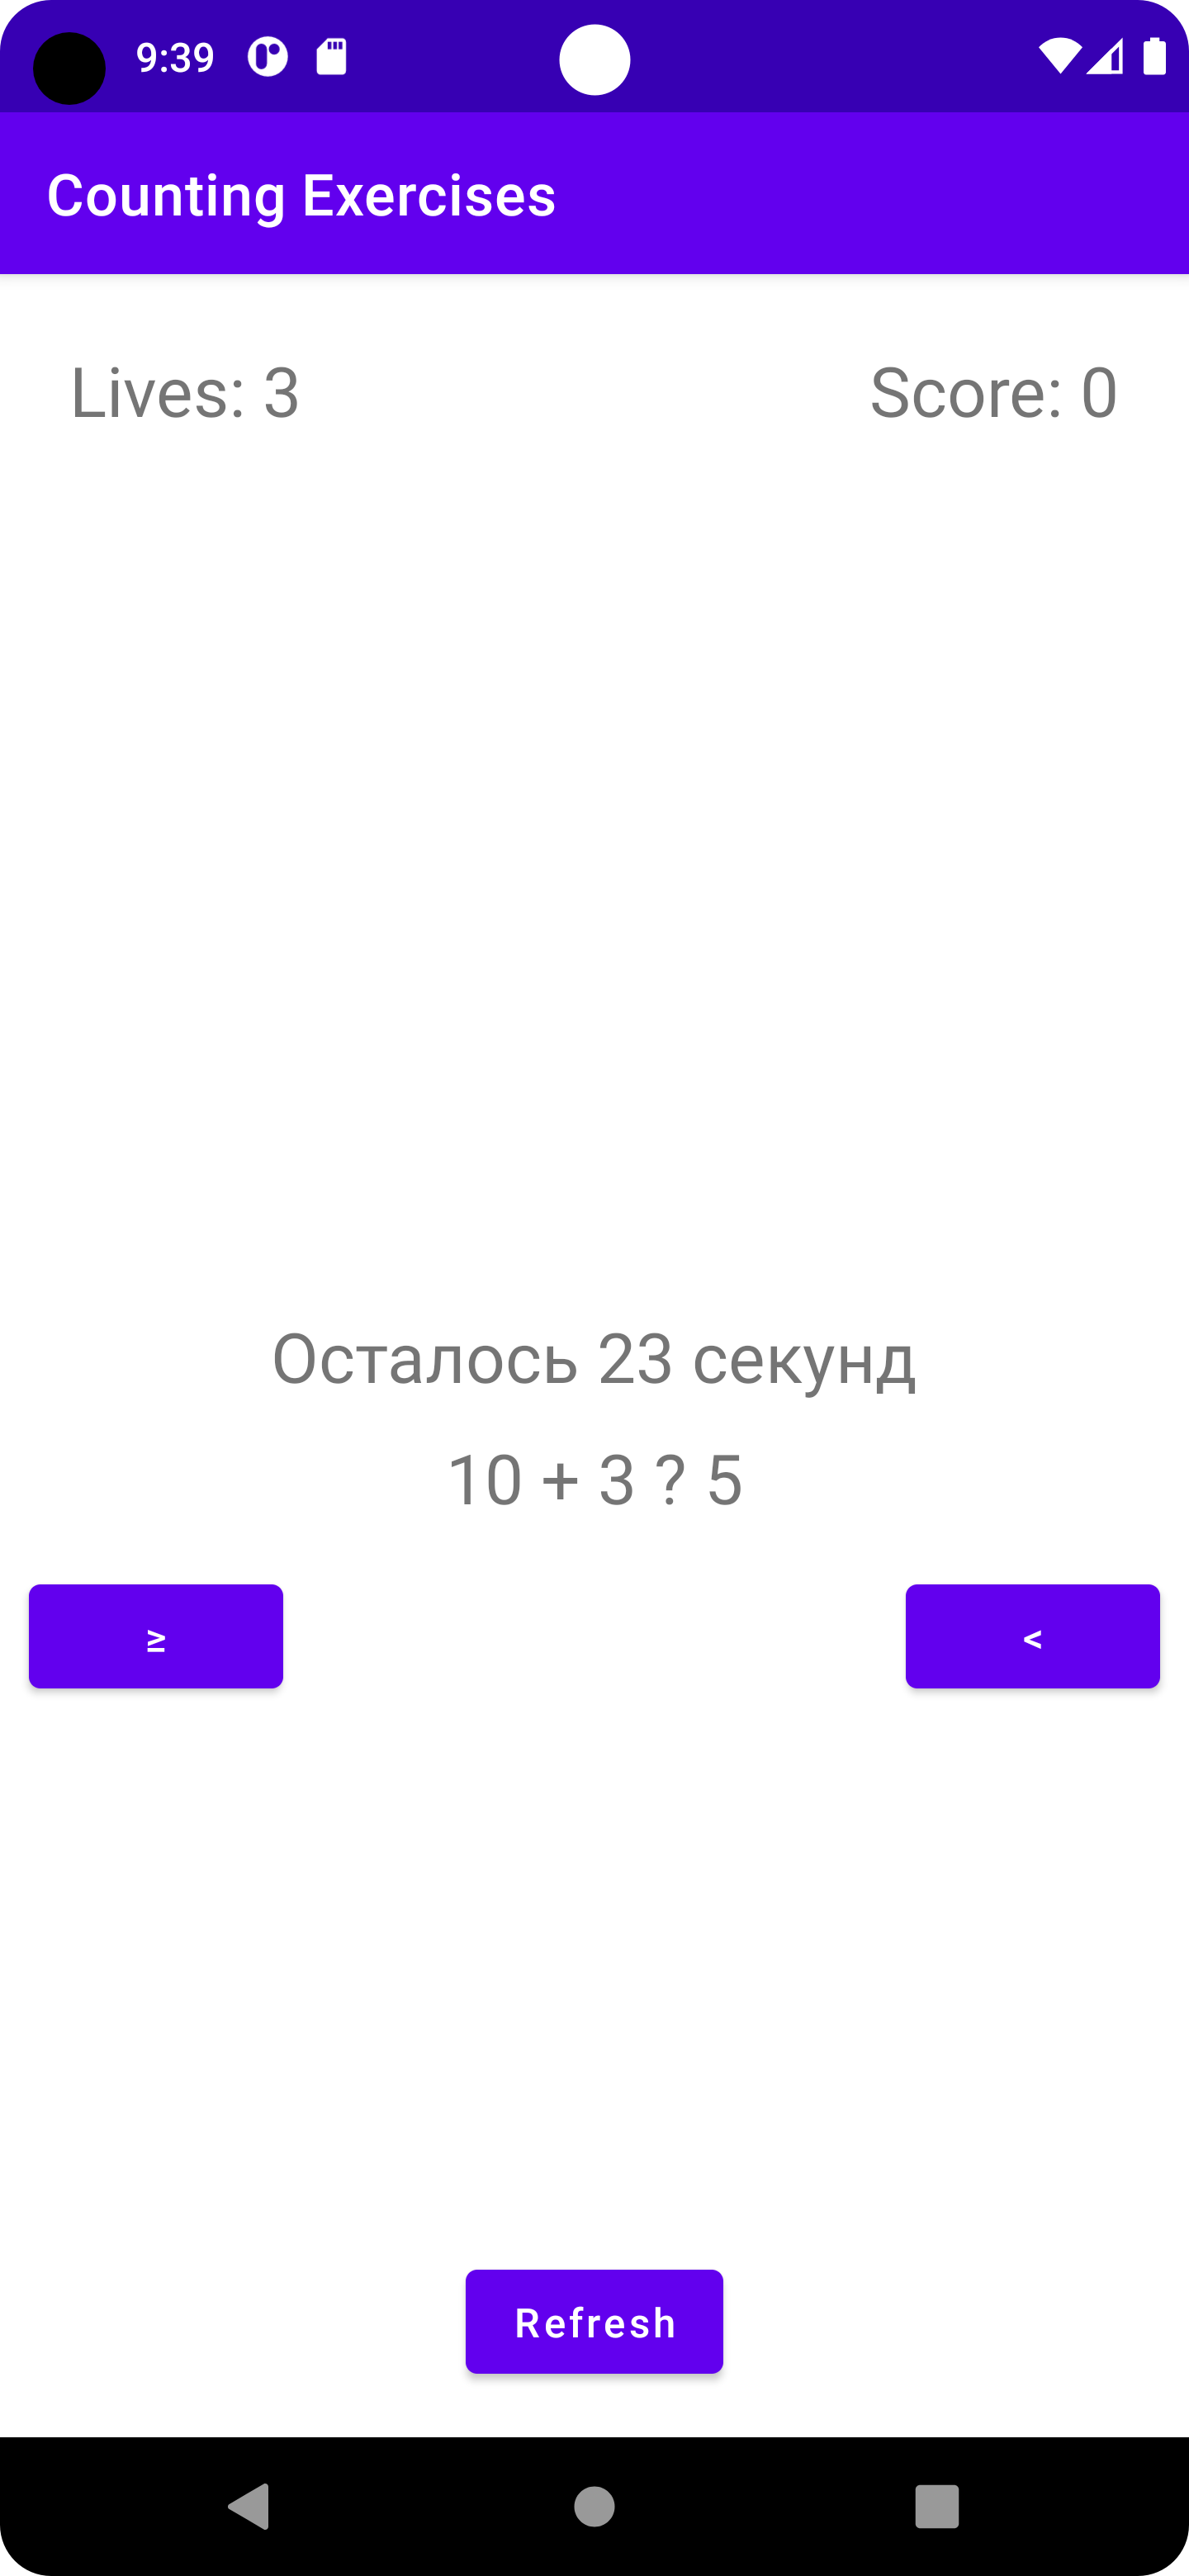 9:39
Counting Exercises
Lives: 3
Score: 0
Осталось 23 секунд
10 + 3 ? 5
≥
<
Refresh